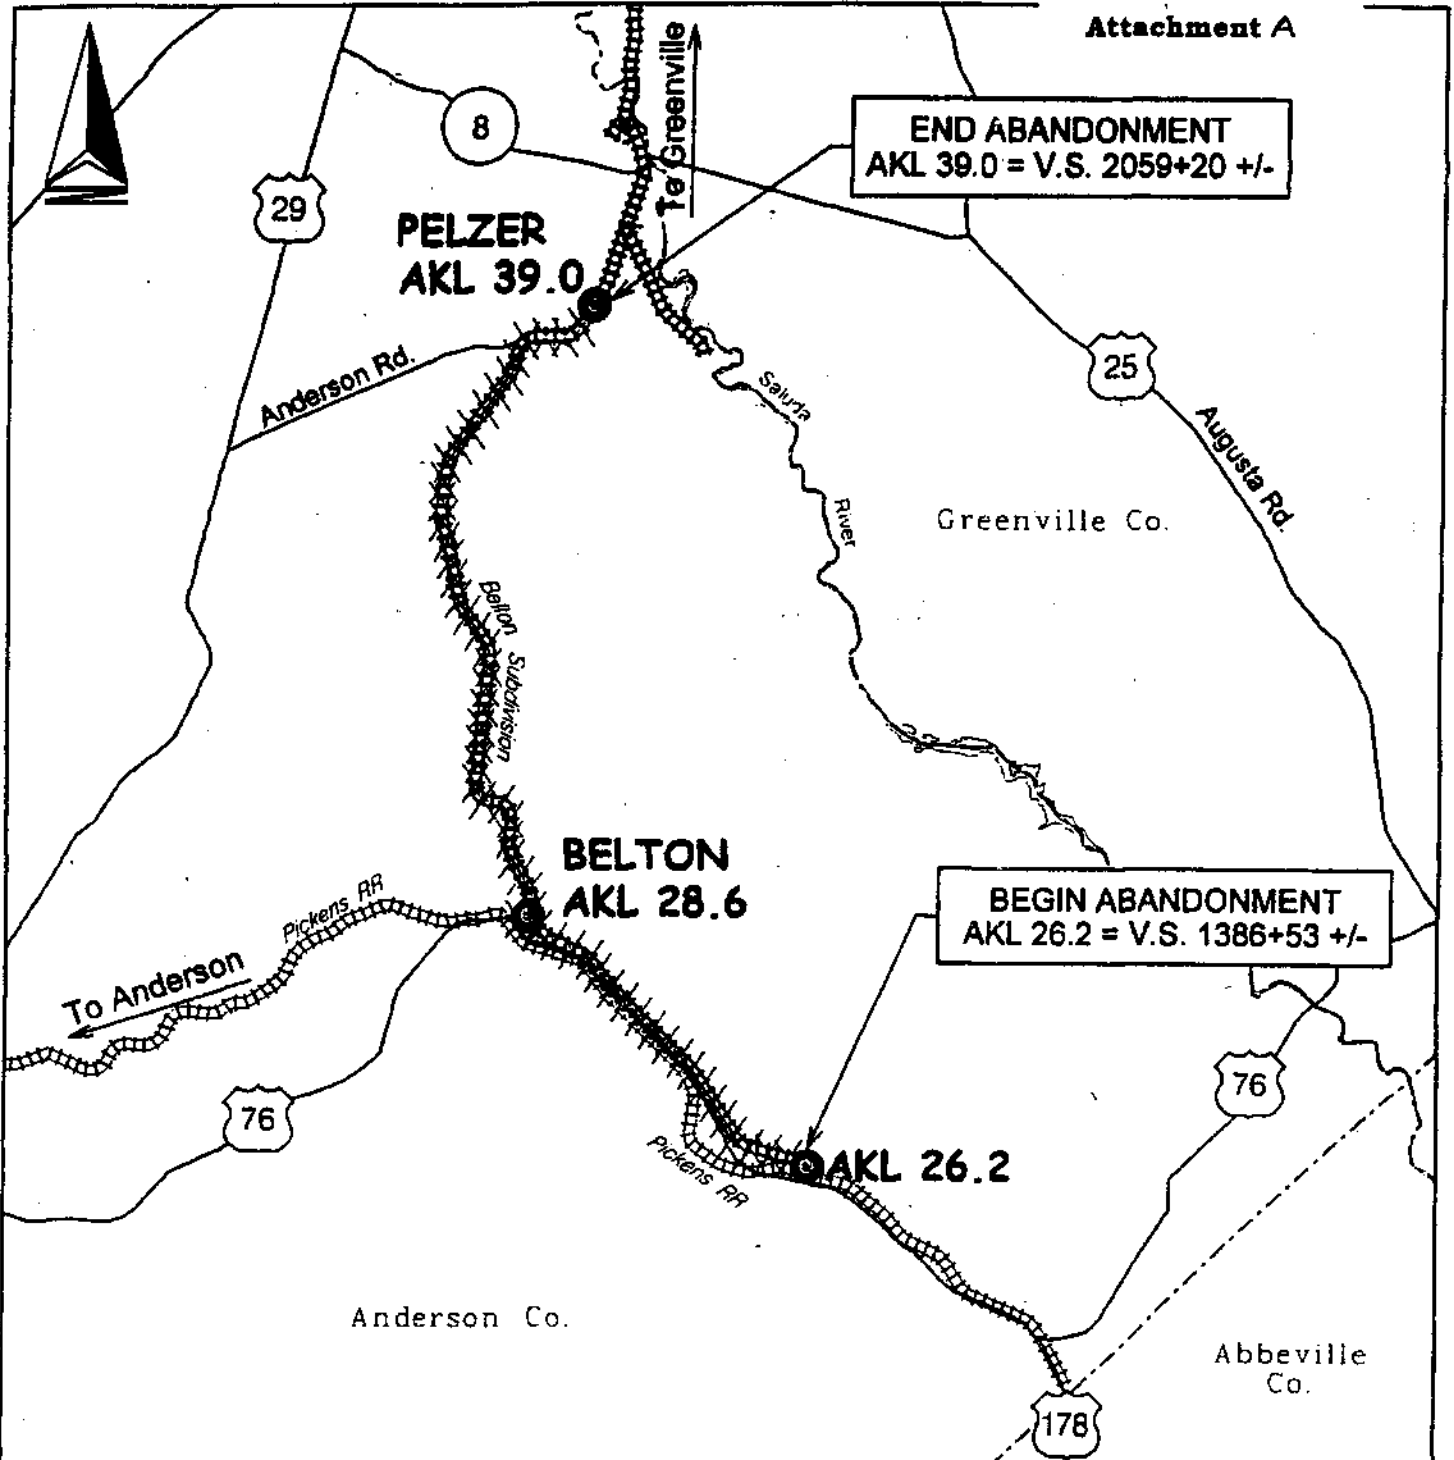 Attachment A
To Greenville
8
END ABANDONMENT
AKL 39.0 = V.S. 2059+20 +/-
29
PELZER
AKL 39.0
Anderson Rd.
25
Saluda
Augusta Rd.
River
Greenville Co.
Belton Subdivision
BELTON
AKL 28.6
Pickens RR
BEGIN ABANDONMENT
AKL 26.2 = V.S. 1386+53 +/-
To Anderson
76
76
Pickens RR
AKL 26.2
Anderson Co.
Abbeville
Co.
178